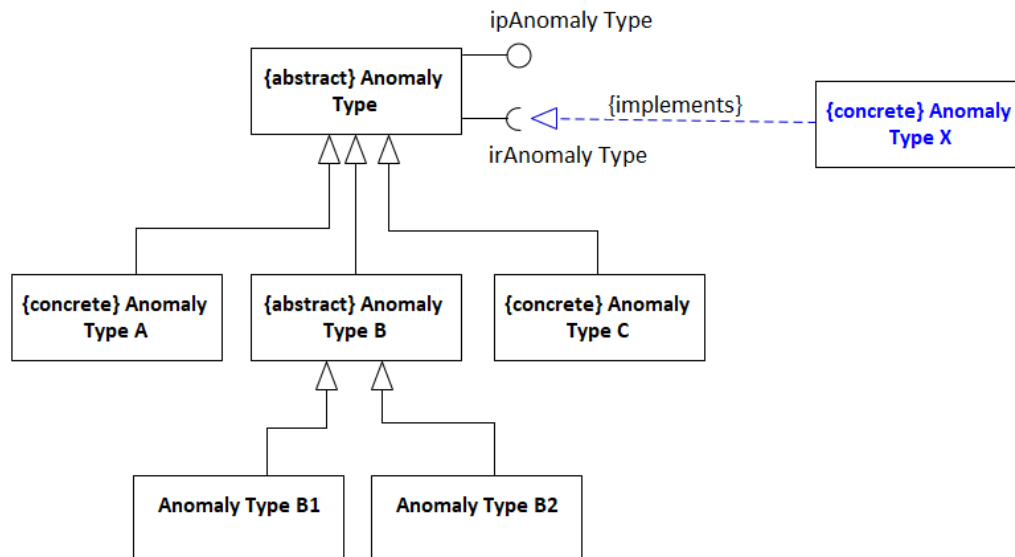 ipAnomaly Type
{abstract} Anomaly
Type
{implements}
{concrete} Anomaly
Type X
irAnomaly Type
{concrete} Anomaly
Type A
{abstract} Anomaly
Type B
{concrete} Anomaly
Type C
Anomaly Type B1
Anomaly Type B2